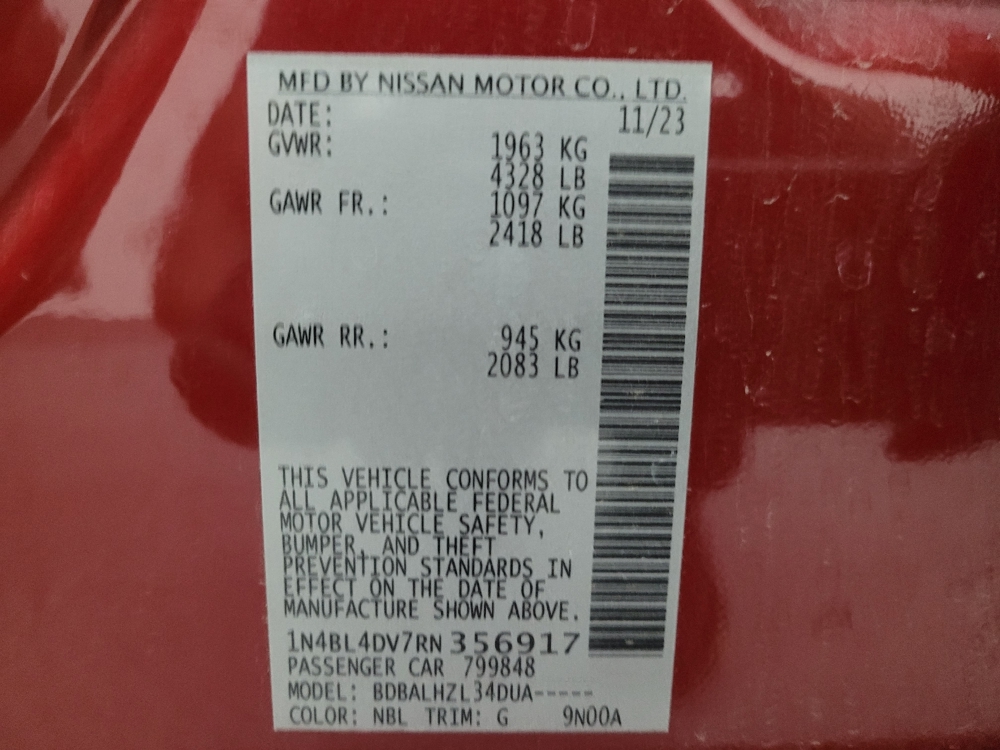 MFD BY NISSAN MOTOR CO., LTD.
DATE: 11/23
GVWR: 1963 KG
4328 LB
GAWR FR.: 1097 KG
2418 LB
GAWR RR.: 945 KG
2083 LB
THIS VEHICLE CONFORMS TO
ALL APPLICABLE FEDERAL
MOTOR VEHICLE SAFETY,
BUMPER, AND THEFT
PREVENTION STANDARDS IN
EFFECT ON THE DATE OF
MANUFACTURE SHOWN ABOVE.
1N4BL4DV7RN 356917
PASSENGER CAR 799848
MODEL: BDBALHZL34DUA-----
COLOR: NBL TRIM: G 9N00A